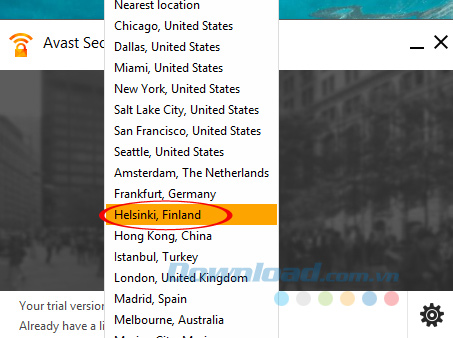 Nearest location
Chicago, United States
Avast Sec
Dallas, United States
Miami, United States
New York, United States
Salt Lake City, United States
San Francisco, United States
Seattle, United States
Amsterdam, The Netherlands
Frankfurt, Germany
Helsinki, Finland
Hong Kong, China
Istanbul, Turkey
Download.com.vn
London, United Kingdom
Madrid, Spain
Your trial version
Melbourne, Australia
Already have a li